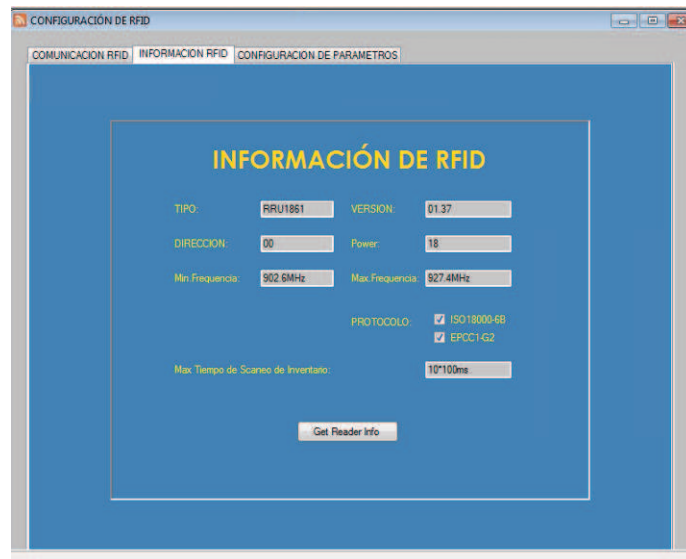 CONFIGURACIÓN DE RFID
COMUNICACION RFID INFORMACION RFID CONFIGURACION DE PARAMETROS
INFORMACIÓN DE RFID
TIPO: RRU1861 VERSION: 01.37
DIRECCION: 00 Power: 18
Min.Frequencia: 902.6MHz Max.Frequencia: 927.4MHz
PROTOCOLO: ISO18000-6B
EPCC1-G2
Max Tiempo de Scaneo de Inventario: 10*100ms
Get Reader Info